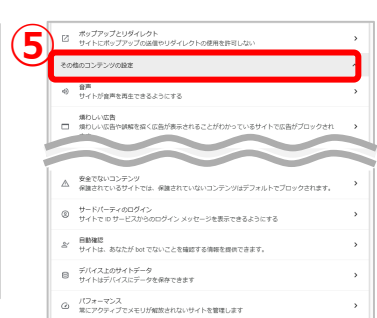 ⑤
ポップアップとリダイレクト
サイトにポップアップの送信やリダイレクトの使用を許可しない
その他のコンテンツの設定
音声
サイトが音声を再生できるようにする
煩わしい広告
煩わしい広告や誤解を招く広告が表示されることがわかっているサイトで広告がブロックされ
安全でないコンテンツ
保護されているサイトでは、保護されていないコンテンツはデフォルトでブロックされます。
サードパーティのログイン
サイトで ID サービスからのログイン メッセージを表示できるようにする
自動確認
サイトは、あなたが bot でないことを確認する情報を提供できます。
デバイス上のサイトデータ
サイトはデバイスにデータを保存できます
パフォーマンス
常にアクティブでメモリが解放されないサイトを管理します